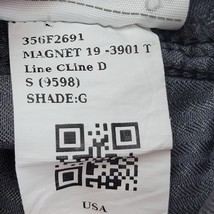 356F2691
MAGNET 19 -3901 T
Line CLine D
S (9598)
SHADE:G
USA